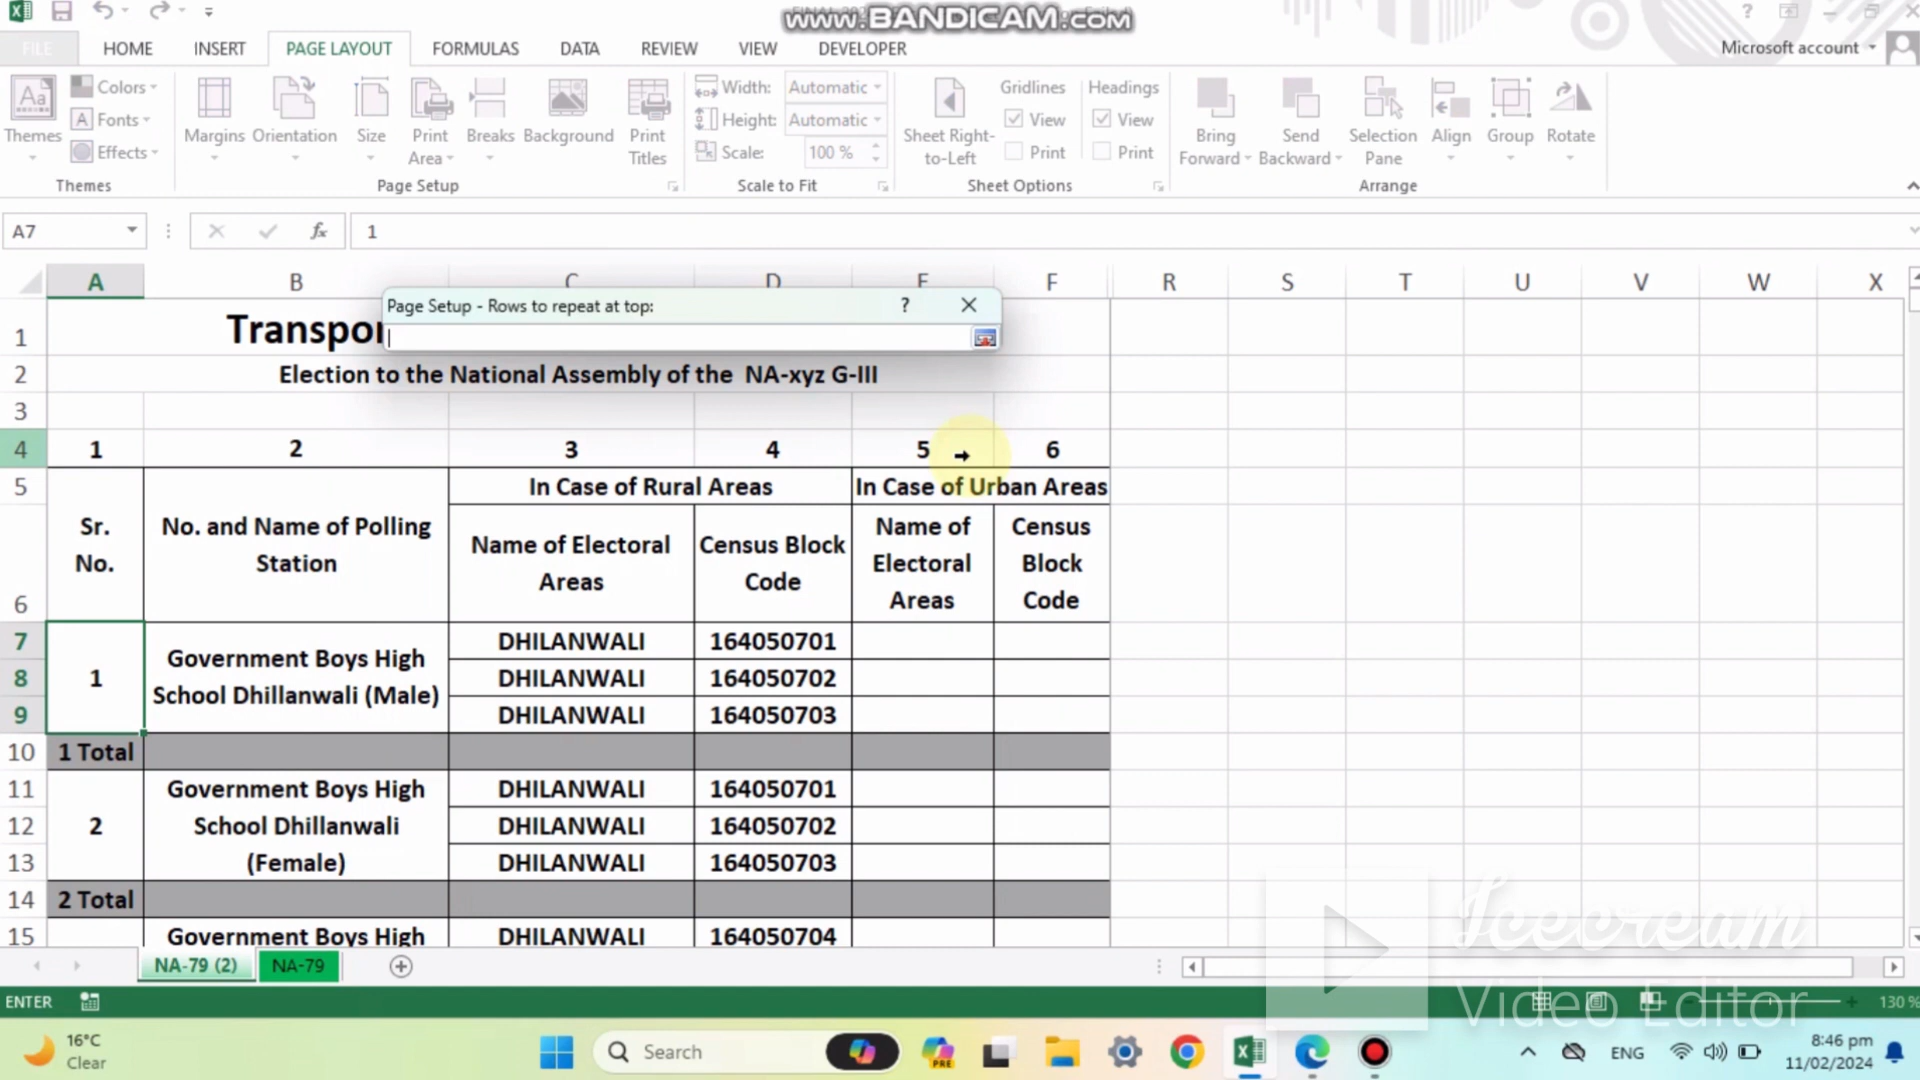 www.BANDICAM.com
FILE HOME INSERT PAGE LAYOUT FORMULAS DATA REVIEW VIEW DEVELOPER Microsoft account
Themes Colors Fonts Effects
Themes
Margins Orientation Size Print Area Breaks Background Print Titles
Page Setup
Width: Automatic
Height: Automatic
Scale: 100 %
Scale to Fit
Sheet Right-to-Left
Gridlines Headings
View View
Print Print
Sheet Options
Bring Forward Send Backward Selection Pane Align Group Rotate
Arrange
A7 fx 1
A B C D E F R S T U V W X
Page Setup - Rows to repeat at top: ?
1 Transpor
2 Election to the National Assembly of the NA-xyz G-III
3
4 1 2 3 4 5 6
5 In Case of Rural Areas In Case of Urban Areas
6 Sr. No. No. and Name of Polling Station Name of Electoral Areas Census Block Code Name of Electoral Areas Census Block Code
7 DHILANWALI 164050701
8 1 Government Boys High School Dhillanwali (Male) DHILANWALI 164050702
9 DHILANWALI 164050703
10 1 Total
11 DHILANWALI 164050701
12 2 Government Boys High School Dhillanwali (Female) DHILANWALI 164050702
13 DHILANWALI 164050703
14 2 Total
15 Government Boys High DHILANWALI 164050704
NA-79 (2) NA-79
Icecream
Video Editor
ENTER 130 %
16°C
Clear
Search
PRE
ENG
8:46 pm
11/02/2024